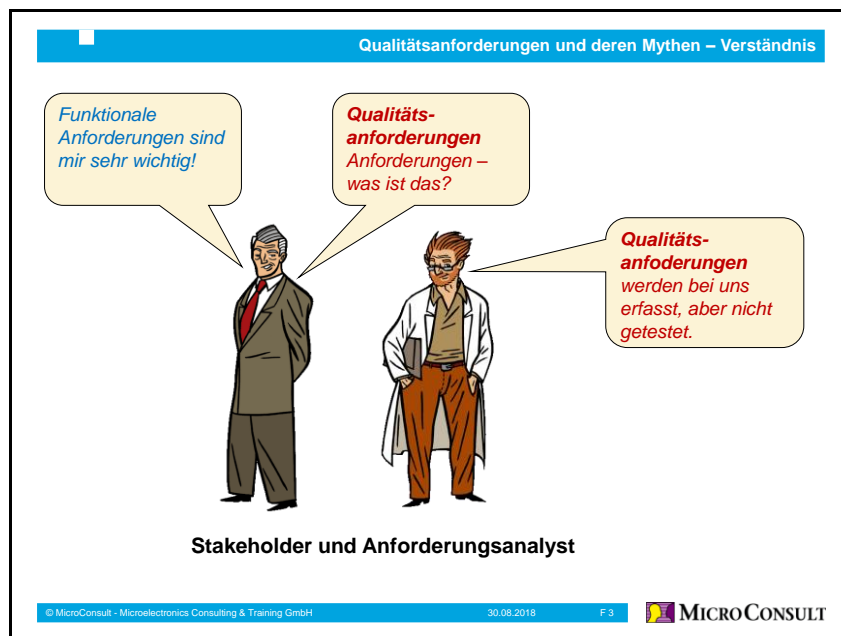 Qualitätsanforderungen und deren Mythen – Verständnis
Funktionale
Anforderungen sind
mir sehr wichtig!
Qualitäts-
anforderungen
Anforderungen –
was ist das?
Qualitäts-
anfoderungen
werden bei uns
erfasst, aber nicht
getestet.
Stakeholder und Anforderungsanalyst
© MicroConsult - Microelectronics Consulting & Training GmbH 30.08.2018 F 3 MICROCONSULT